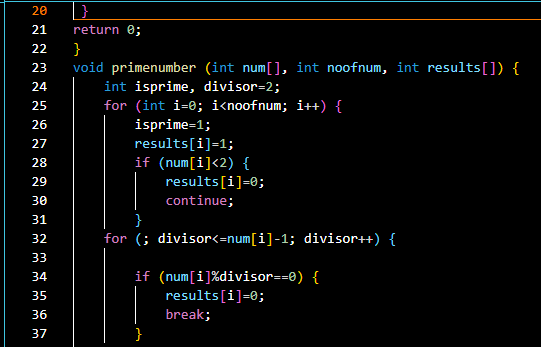 20 }
21 return 0;
22 }
23 void primenumber (int num[], int noofnum, int results[]) {
24 int isprime, divisor=2;
25 for (int i=0; i<noofnum; i++) {
26 isprime=1;
27 results[i]=1;
28 if (num[i]<2) {
29 results[i]=0;
30 continue;
31 }
32 for (; divisor<=num[i]-1; divisor++) {
33
34 if (num[i]%divisor==0) {
35 results[i]=0;
36 break;
37 }